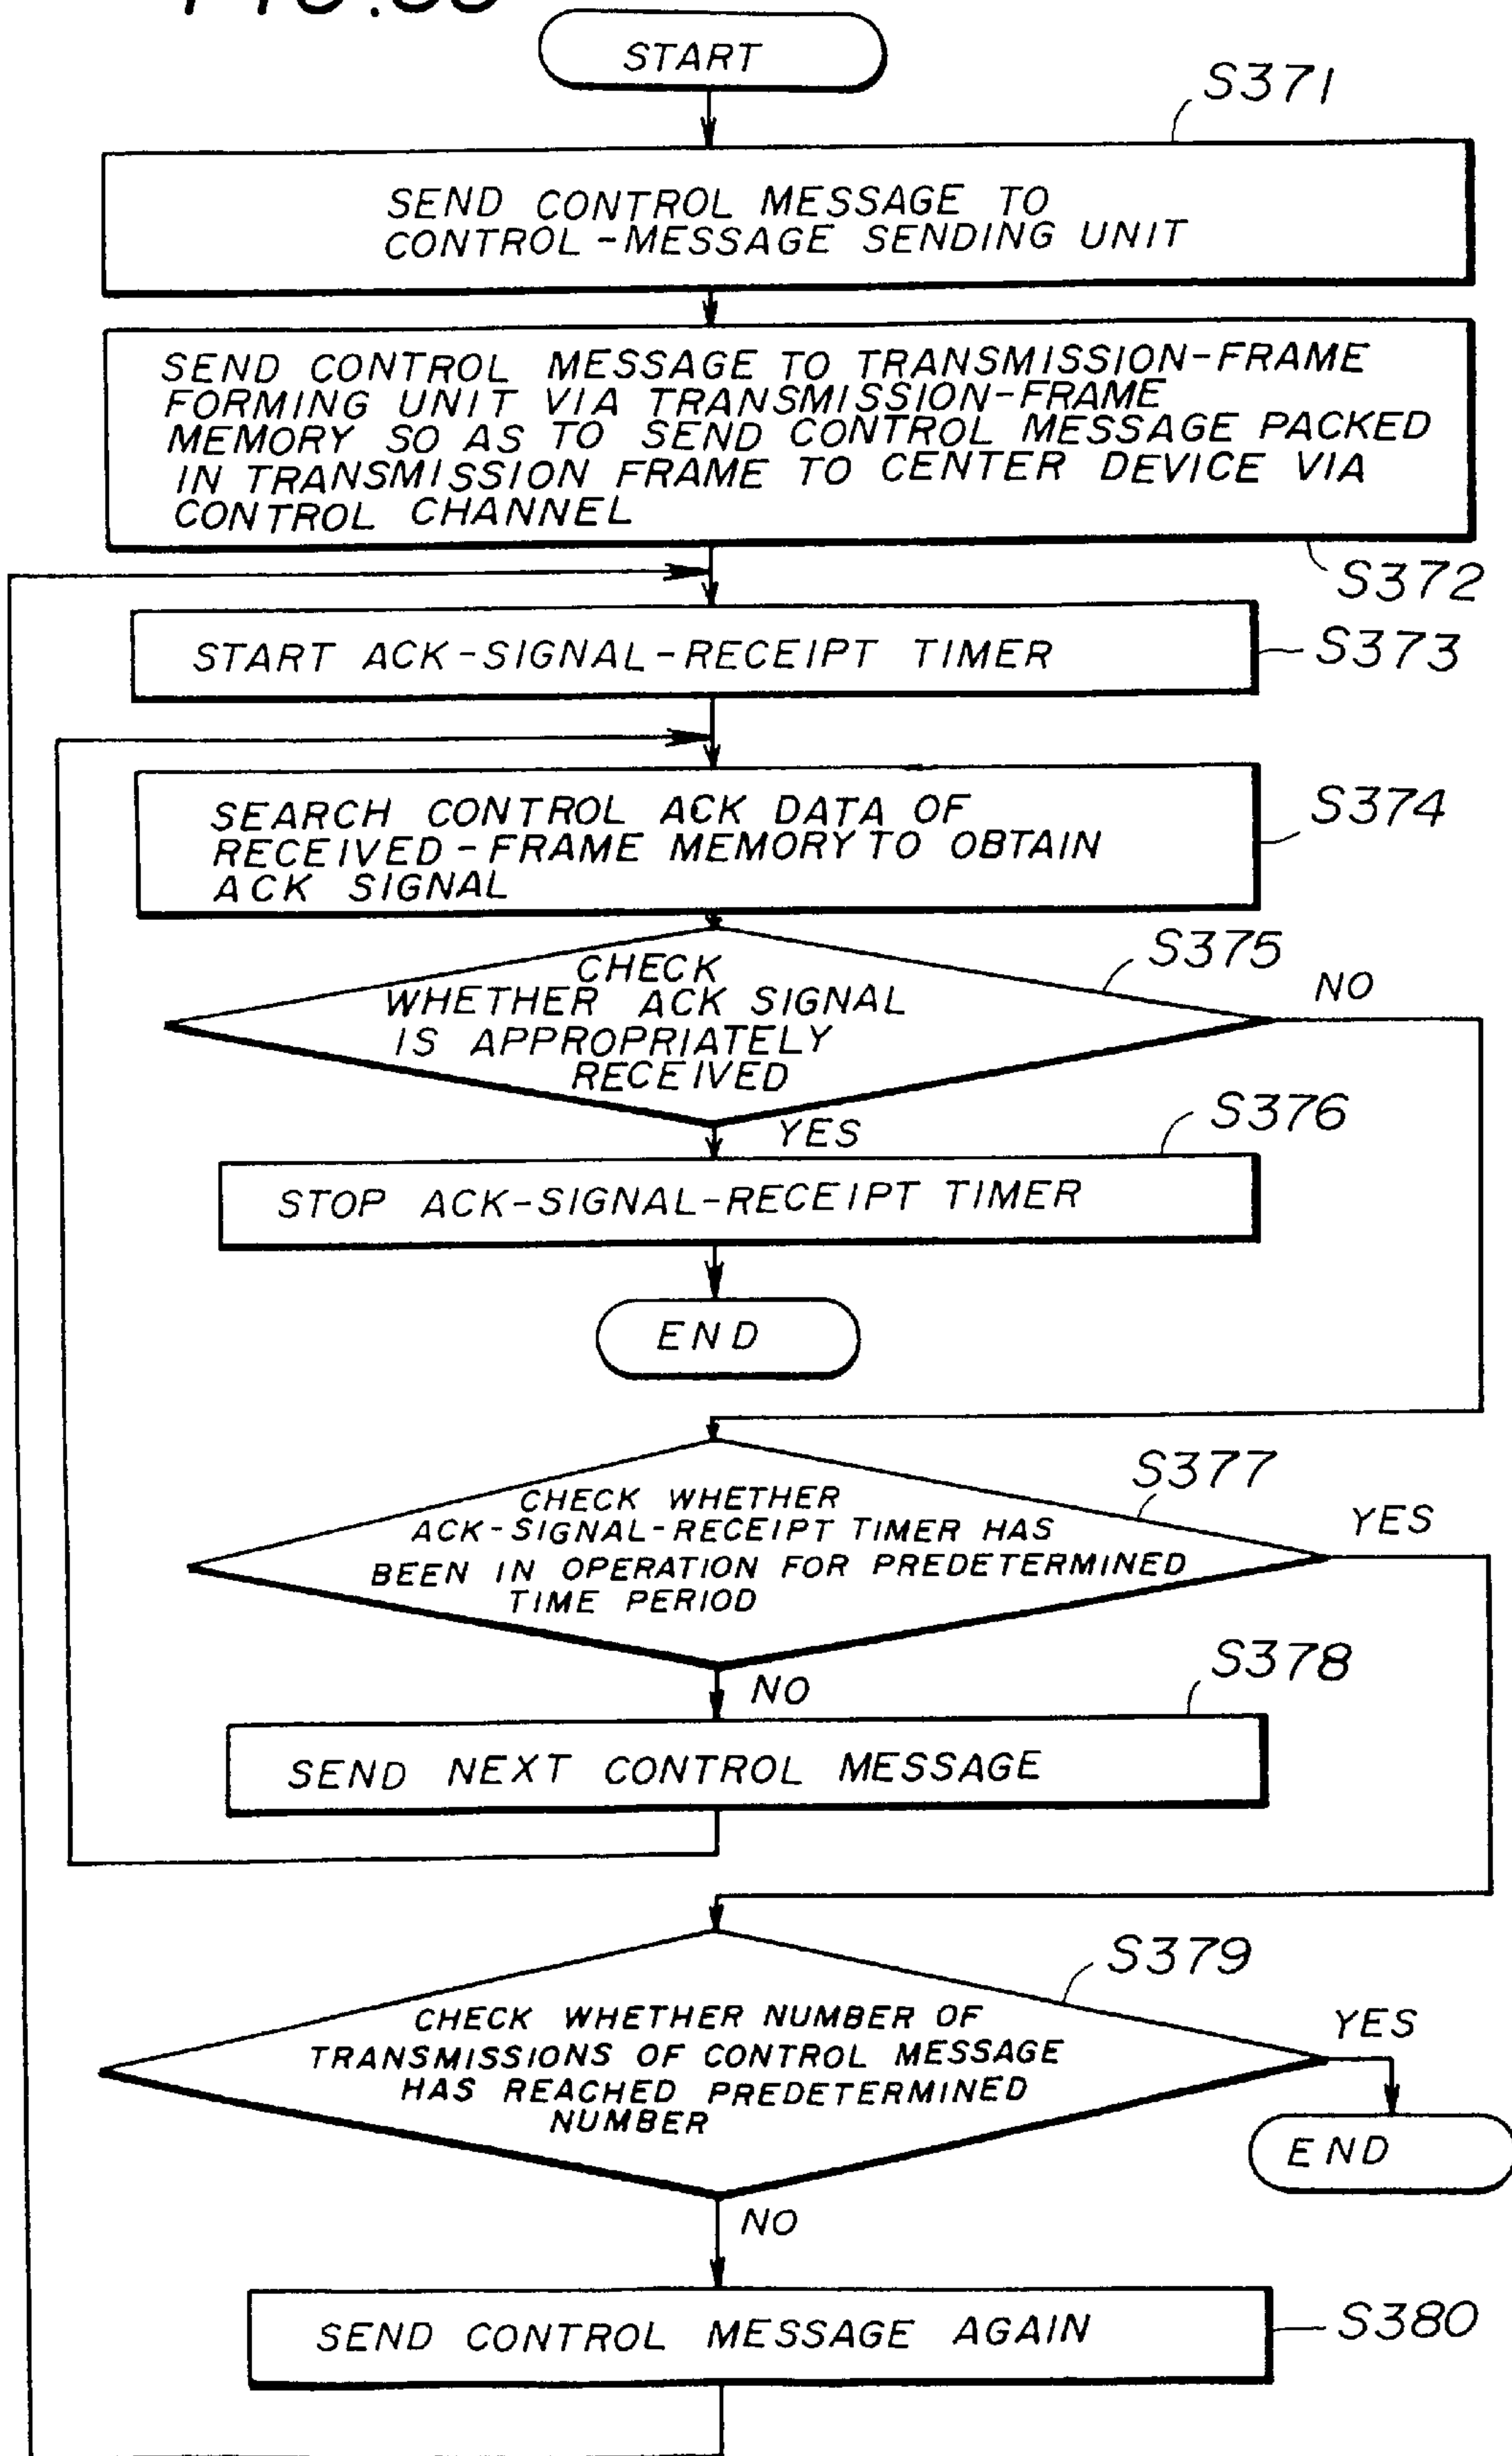 START
S371
SEND CONTROL MESSAGE TO
CONTROL-MESSAGE SENDING UNIT
SEND CONTROL MESSAGE TO TRANSMISSION-FRAME
FORMING UNIT VIA TRANSMISSION-FRAME
MEMORY SO AS TO SEND CONTROL MESSAGE PACKED
IN TRANSMISSION FRAME TO CENTER DEVICE VIA
CONTROL CHANNEL
S372
START ACK-SIGNAL-RECEIPT TIMER
S373
SEARCH CONTROL ACK DATA OF
RECEIVED-FRAME MEMORY TO OBTAIN
ACK SIGNAL
S374
S375
CHECK
WHETHER ACK SIGNAL
IS APPROPRIATELY
RECEIVED
NO
YES
S376
STOP ACK-SIGNAL-RECEIPT TIMER
END
S377
CHECK WHETHER
ACK-SIGNAL-RECEIPT TIMER HAS
BEEN IN OPERATION FOR PREDETERMINED
TIME PERIOD
YES
NO
S378
SEND NEXT CONTROL MESSAGE
S379
CHECK WHETHER NUMBER OF
TRANSMISSIONS OF CONTROL MESSAGE
HAS REACHED PREDETERMINED
NUMBER
YES
END
NO
SEND CONTROL MESSAGE AGAIN
S380